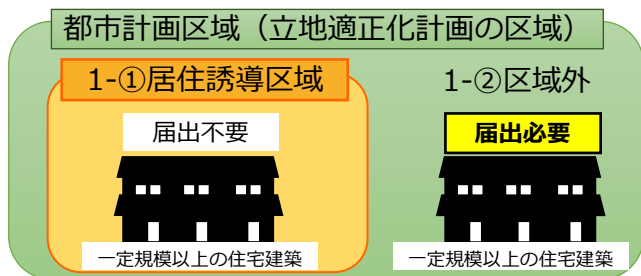 都市計画区域（立地適正化計画の区域）
1-①居住誘導区域
1-②区域外
届出不要
届出必要
一定規模以上の住宅建築
一定規模以上の住宅建築